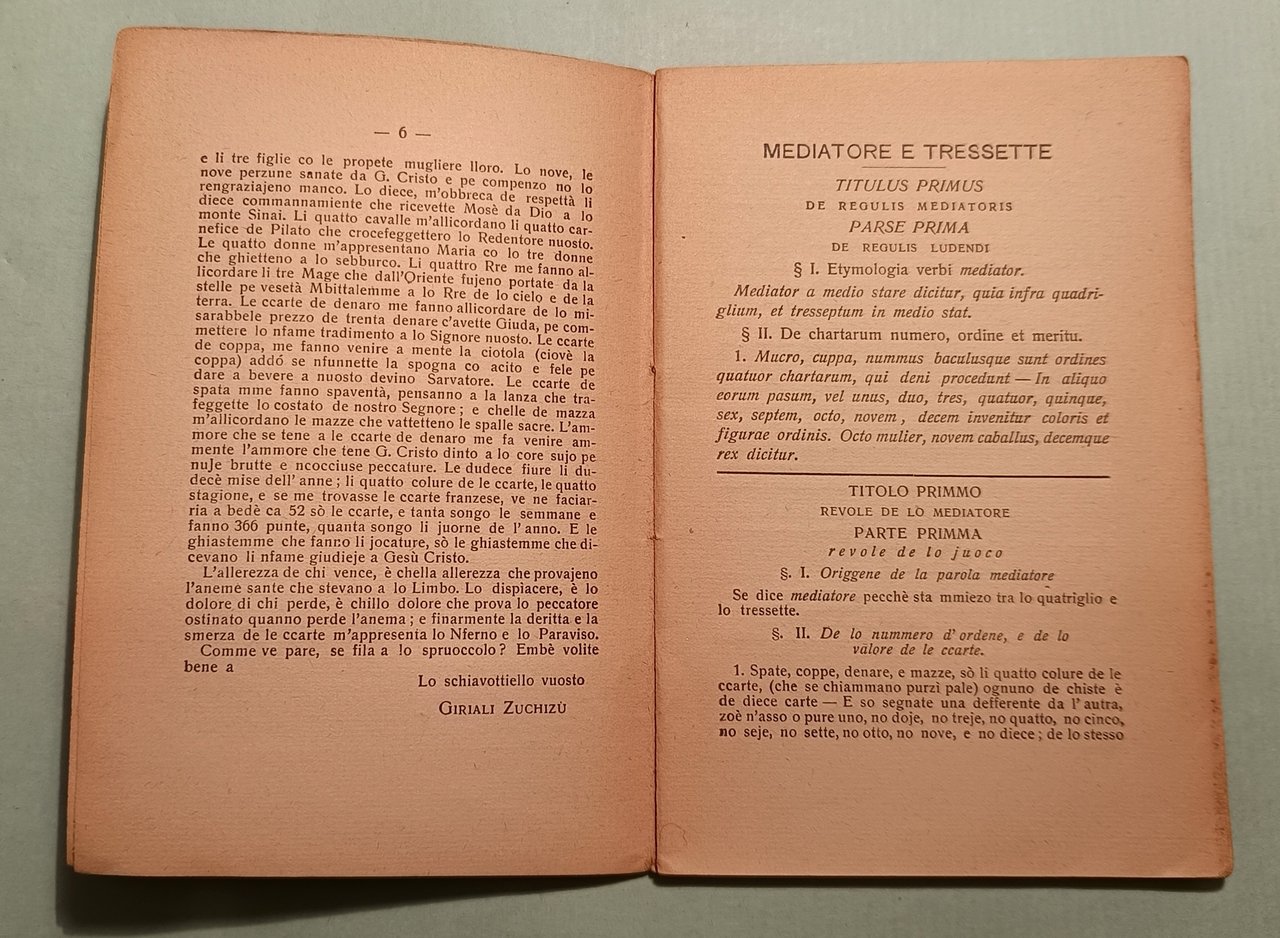 — 6 —
e li tre figlie co le propete mugliere lloro. Lo nove, le
nove perzune sanate da G. Cristo e pe compenzo no lo
rengraziajeno manco. Lo diece, m'obbreca de respettà li
diece commannamiente che ricevette Mosè da Dio a lo
monte Sinai. Li quatto cavalle m'allicordano li quatto car-
nefice de Pilato che crocefeggettero lo Redentore nuosto.
Le quatto donne m'appresentano Maria co lo tre donne
che ghietteno a lo sebburco. Li quattro Rre me fanno al-
licordare li tre Mage che dall'Oriente fujeno portate da la
stelle pe vesetà Mbittalemme a lo Rre de lo cielo e de la
terra. Le ccarte de denaro me fanno allicordare de lo mi-
sarabbele prezzo de trenta denare c'avette Giuda, pe com-
mettere lo nfame tradimento a lo Signore nuosto. Le ccarte
de coppa, me fanno venire a mente la ciotola (ciovè la
coppa) addó se nfunnette la spogna co acito e fele pe
dare a bevere a nuosto devino Sarvatore. Le ccarte de
spata mme fanno spaventà, pensanno a la lanza che tra-
feggette lo costato de nostro Segnore; e chelle de mazza
m'allicordano le mazze che vattetteno le spalle sacre. L'am-
more che se tene a le ccarte de denaro me fa venire am-
mente l'ammore che tene G. Cristo dinto a lo core sujo pe
nuJe brutte e ncocciuse peccature. Le dudece fiure li du-
decè mise dell' anne; li quatto colure de le ccarte, le quatto
stagione, e se me trovasse le ccarte franzese, ve ne faciar-
ria a bedè ca 52 sò le ccarte, e tanta songo le semmane e
fanno 366 punte, quanta songo li juorne de l'anno. E le
ghiastemme che fanno li jocature, sò le ghiastemme che di-
cevano li nfame giudieje a Gesù Cristo.
L'allerezza de chi vence, è chella allerezza che provajeno
l'aneme sante che stevano a lo Limbo. Lo dispiacere, è lo
dolore di chi perde, è chillo dolore che prova lo peccatore
ostinato quanno perde l'anema; e finarmente la deritta e la
smerza de le ccarte m'appresenta lo Nferno e lo Paraviso.
Comme ve pare, se fila a lo spruoccolo? Embè volite
bene a
Lo schiavottiello vuosto
GIRIALI ZUCHIZÙ
MEDIATORE E TRESSETTE
TITULUS PRIMUS
DE REGULIS MEDIATORIS
PARSE PRIMA
DE REGULIS LUDENDI
§ I. Etymologia verbi mediator.
Mediator a medio stare dicitur, quia infra quadri-
glium, et tresseptum in medio stat.
§ II. De chartarum numero, ordine et meritu.
1. Mucro, cuppa, nummus baculusque sunt ordines
quatuor chartarum, qui deni procedunt — In aliquo
eorum pasum, vel unus, duo, tres, quatuor, quinque,
sex, septem, octo, novem, decem invenitur coloris et
figurae ordinis. Octo mulier, novem caballus, decemque
rex dicitur.
TITOLO PRIMMO
REVOLE DE LÒ MEDIATORE
PARTE PRIMMA
revole de lo juoco
§. I. Origgene de la parola mediatore
Se dice mediatore pecchè sta mmiezo tra lo quatriglio e
lo tressette.
§. II. De lo nummero d'ordene, e de lo
valore de le ccarte.
1. Spate, coppe, denare, e mazze, sò li quatto colure de le
ccarte, (che se chiammano purzi pale) ognuno de chiste è
de diece carte — E so segnate una defferente da l'autra,
zoè n'asso o pure uno, no doje, no treje, no quatto, no cinco,
no seje, no sette, no otto, no nove, e no diece; de lo stesso